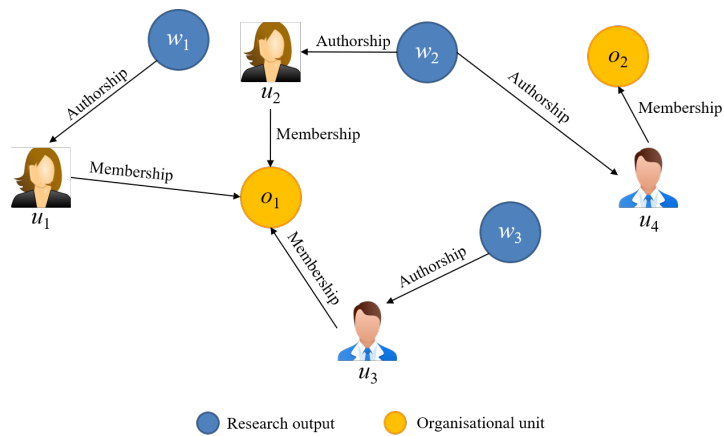 w1
Authorship
u1
Membership
u2
Authorship
w2
Membership
o1
Authorship
o2
Membership
u4
w3
Authorship
Membership
u3
Research output
Organisational unit